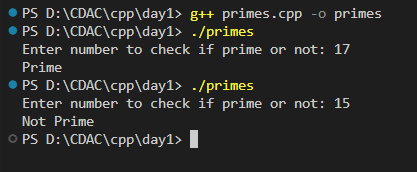 PS D:\CDAC\cpp\day1> g++ primes.cpp -o primes
PS D:\CDAC\cpp\day1> ./primes
Enter number to check if prime or not: 17
Prime
PS D:\CDAC\cpp\day1> ./primes
Enter number to check if prime or not: 15
Not Prime
PS D:\CDAC\cpp\day1>